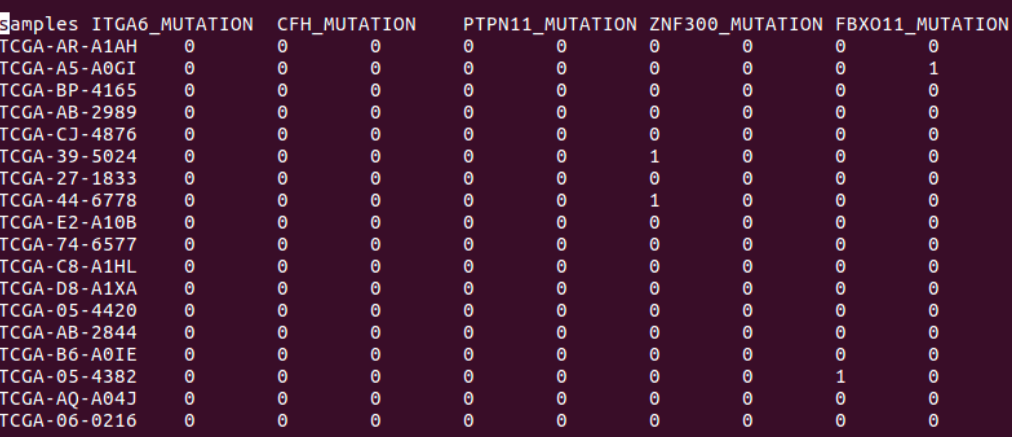 samples ITGA6_MUTATION CFH_MUTATION PTPN11_MUTATION ZNF300_MUTATION FBXO11_MUTATION
TCGA-AR-A1AH 0 0 0 0 0 0 0 0 0
TCGA-A5-A0GI 0 0 0 0 0 0 0 0 1
TCGA-BP-4165 0 0 0 0 0 0 0 0 0
TCGA-AB-2989 0 0 0 0 0 0 0 0 0
TCGA-CJ-4876 0 0 0 0 0 0 0 0 0
TCGA-39-5024 0 0 0 0 0 1 0 0 0
TCGA-27-1833 0 0 0 0 0 0 0 0 0
TCGA-44-6778 0 0 0 0 0 1 0 0 0
TCGA-E2-A10B 0 0 0 0 0 0 0 0 0
TCGA-74-6577 0 0 0 0 0 0 0 0 0
TCGA-C8-A1HL 0 0 0 0 0 0 0 0 0
TCGA-D8-A1XA 0 0 0 0 0 0 0 0 0
TCGA-05-4420 0 0 0 0 0 0 0 0 0
TCGA-AB-2844 0 0 0 0 0 0 0 0 0
TCGA-B6-A0IE 0 0 0 0 0 0 0 0 0
TCGA-05-4382 0 0 0 0 0 0 0 1 0
TCGA-AQ-A04J 0 0 0 0 0 0 0 0 0
TCGA-06-0216 0 0 0 0 0 0 0 0 0